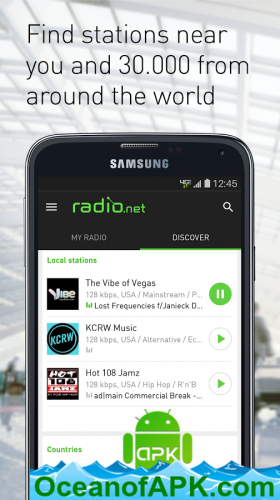 Find stations near
you and 30.000 from
around the world
SAMSUNG
12:45
radio.net
MY RADIO
DISCOVER
Local stations
The Vibe of Vegas
128 kbps, USA / Mainstream / P...
Lost Frequencies f/Janieck D...
VIBE
KCRW Music
128 kbps, USA / Alternative / Ec...
KCRW
Hot 108 Jamz
128 kbps, USA / Hip Hop / R'n'B
ad|main Commercial Break -...
HOT
108
JAMZ
Countries
APK
OceanofAPK.com